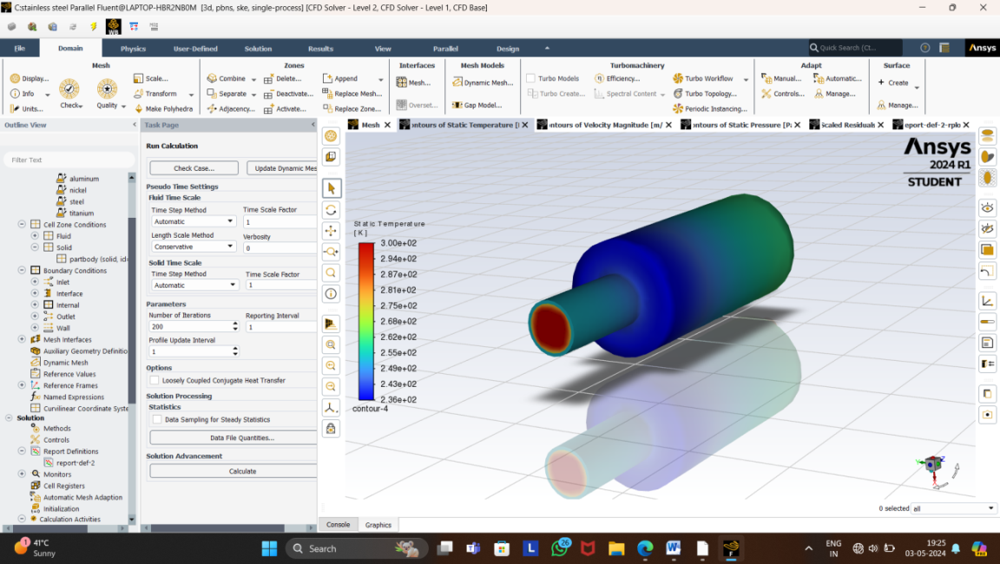 C:stainless steel Parallel Fluent@LAPTOP-HBR2NB0M [3d, pbns, ske, single-process] [CFD Solver - Level 2, CFD Solver - Level 1, CFD Base]
File Domain Physics User-Defined Solution Results View Parallel Design Quick Search (Ct... Ansys
Mesh Zones Interfaces Mesh Models Turbomachinery Adapt Surface
Display... Scale... Combine Delete... Append Mesh... Dynamic Mesh... Turbo Models Efficiency... Turbo Workflow Manual... Automatic... + Create
Info Check Quality Transform Separate Deactivate... Replace Mesh... Turbo Create... Spectral Content Turbo Topology... Controls... Manage...
Units... Make Polyhedra Adjacency... Activate... Replace Zone... Overset... Gap Model... Periodic Instancing... Manage...
Outline View
Filter Text
aluminum
nickel
steel
titanium
Cell Zone Conditions
Fluid
Solid
partbody (solid, id=
Boundary Conditions
Inlet
Interface
Internal
Outlet
Wall
Mesh Interfaces
Auxiliary Geometry Definitio
Dynamic Mesh
Reference Values
Reference Frames
Named Expressions
Curvilinear Coordinate Syste
Solution
Methods
Controls
Report Definitions
report-def-2
Monitors
Cell Registers
Automatic Mesh Adaption
Initialization
Calculation Activities
Task Page
Run Calculation
Check Case... Update Dynamic Mes
Pseudo Time Settings
Fluid Time Scale
Time Step Method Time Scale Factor
Automatic 1
Length Scale Method Verbosity
Conservative 0
Solid Time Scale
Time Step Method Time Scale Factor
Automatic 1
Parameters
Number of Iterations Reporting Interval
200 1
Profile Update Interval
1
Options
Loosely Coupled Conjugate Heat Transfer
Solution Processing
Statistics
Data Sampling for Steady Statistics
Data File Quantities...
Solution Advancement
Calculate
Mesh ontours of Static Temperature [ ontours of Velocity Magnitude [m/ ontours of Static Pressure [P: Scaled Residuals eport-def-2-rplo
Ansys
2024 R1
STUDENT
Static Temperature
[ K ]
3.00e+02
2.94e+02
2.87e+02
2.81e+02
2.75e+02
2.68e+02
2.62e+02
2.55e+02
2.49e+02
2.43e+02
2.36e+02
contour-4
0 selected all
Console Graphics
41°C
Sunny
Search
26
ENG
IN
19:25
03-05-2024